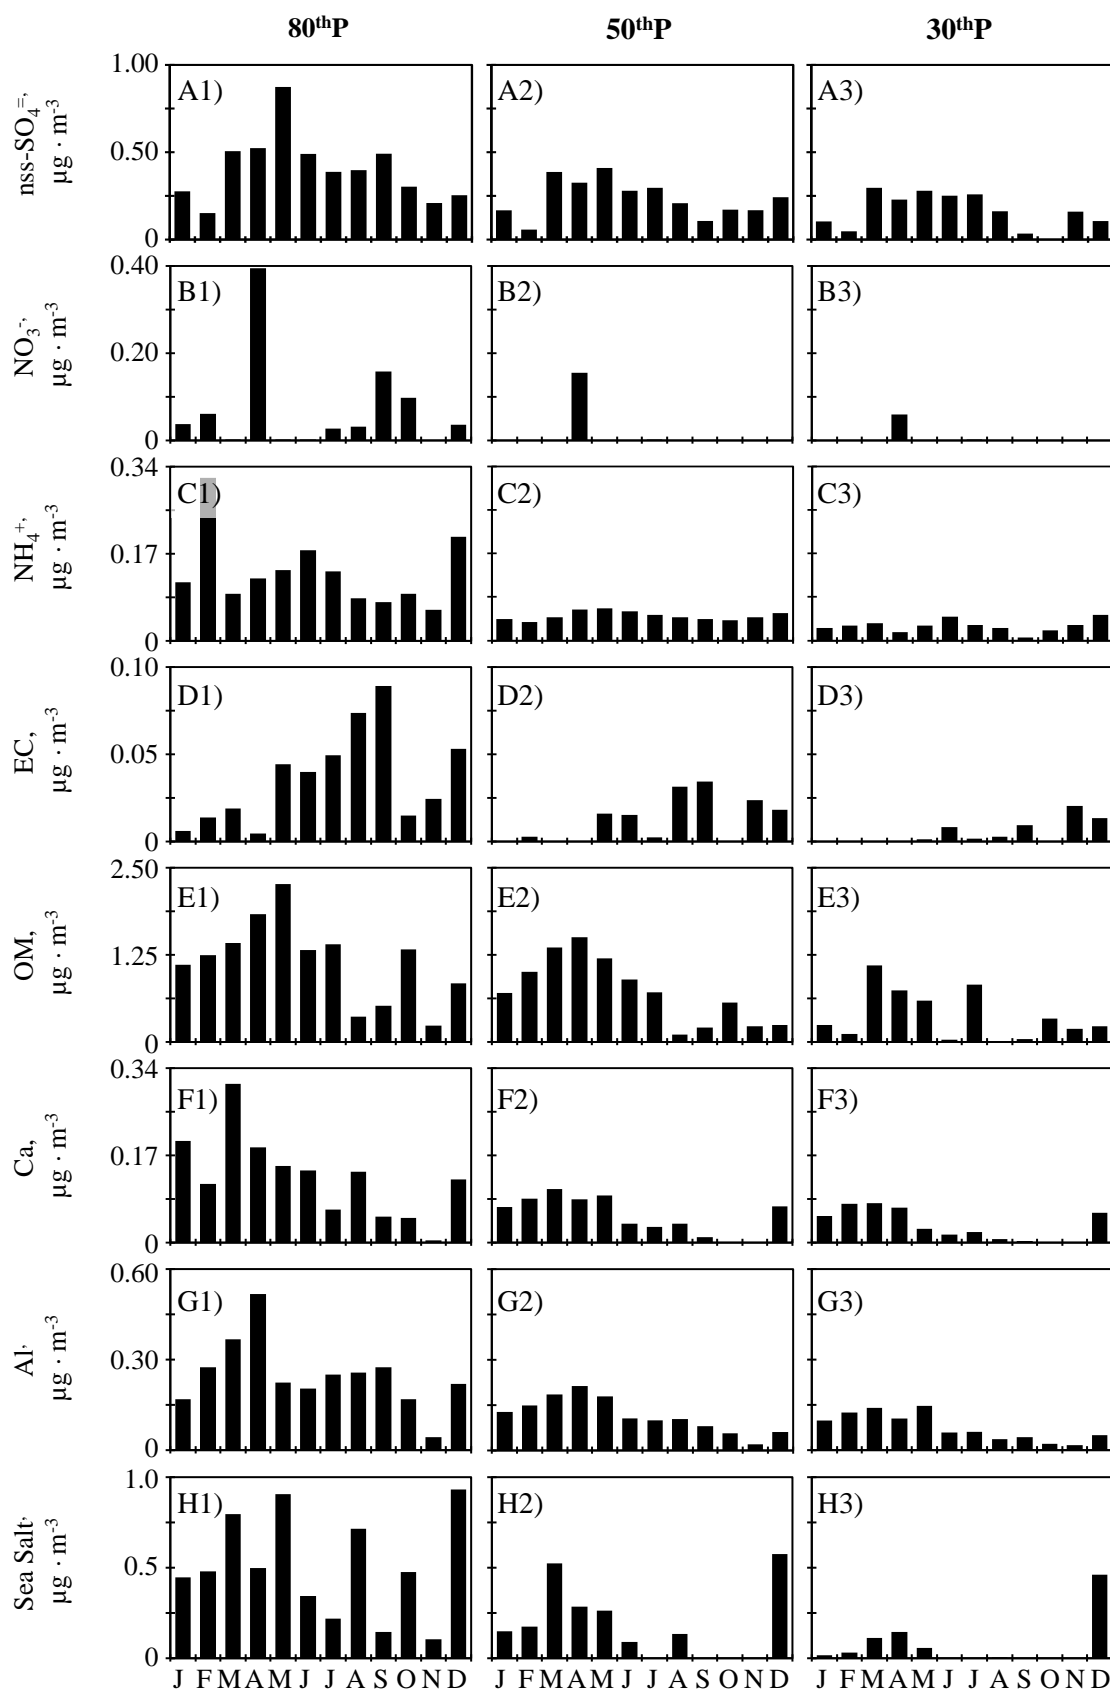 80ᵗʰP 50ᵗʰP 30ᵗʰP
nss-SO₄⁼,
µg · m⁻³
1.00
0.50
0
A1) A2) A3)
NO₃⁻,
µg · m⁻³
0.40
0.20
0
B1) B2) B3)
NH₄⁺,
µg · m⁻³
0.34
0.17
0
C1) C2) C3)
EC,
µg · m⁻³
0.10
0.05
0
D1) D2) D3)
OM,
µg · m⁻³
2.50
1.25
0
E1) E2) E3)
Ca,
µg · m⁻³
0.34
0.17
0
F1) F2) F3)
Al,
µg · m⁻³
0.60
0.30
0
G1) G2) G3)
Sea Salt,
µg · m⁻³
1.0
0.5
0
H1) H2) H3)
J F M A M J J A S O N D J F M A M J J A S O N D J F M A M J J A S O N D